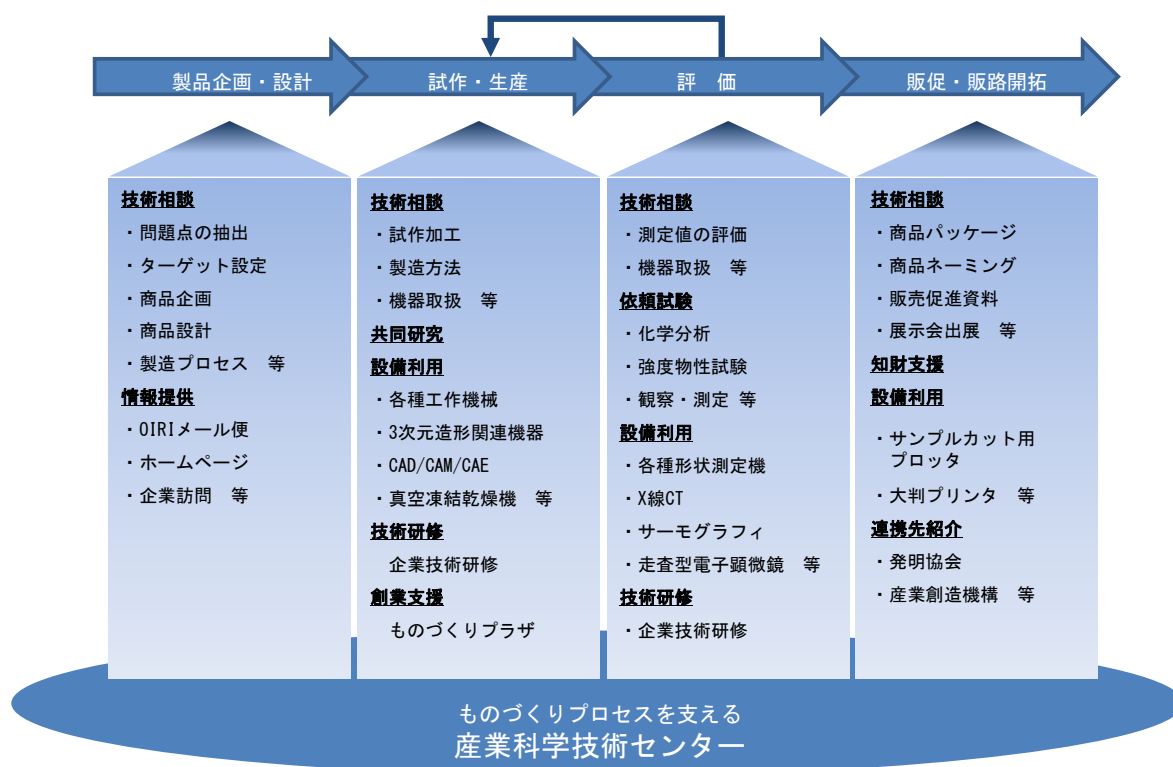 製品企画・設計
試作・生産
評　価
販促・販路開拓
技術相談
・問題点の抽出
・ターゲット設定
・商品企画
・商品設計
・製造プロセス　等
情報提供
・OIRIメール便
・ホームページ
・企業訪問　等
技術相談
・試作加工
・製造方法
・機器取扱　等
共同研究
設備利用
・各種工作機械
・3次元造形関連機器
・CAD/CAM/CAE
・真空凍結乾燥機　等
技術研修
企業技術研修
創業支援
ものづくりプラザ
技術相談
・測定値の評価
・機器取扱　等
依頼試験
・化学分析
・強度物性試験
・観察・測定 等
設備利用
・各種形状測定機
・X線CT
・サーモグラフィ
・走査型電子顕微鏡　等
技術研修
・企業技術研修
技術相談
・商品パッケージ
・商品ネーミング
・販売促進資料
・展示会出展　等
知財支援
設備利用
・サンプルカット用
プロッタ
・大判プリンタ　等
連携先紹介
・発明協会
・産業創造機構　等
ものづくりプロセスを支える
産業科学技術センター